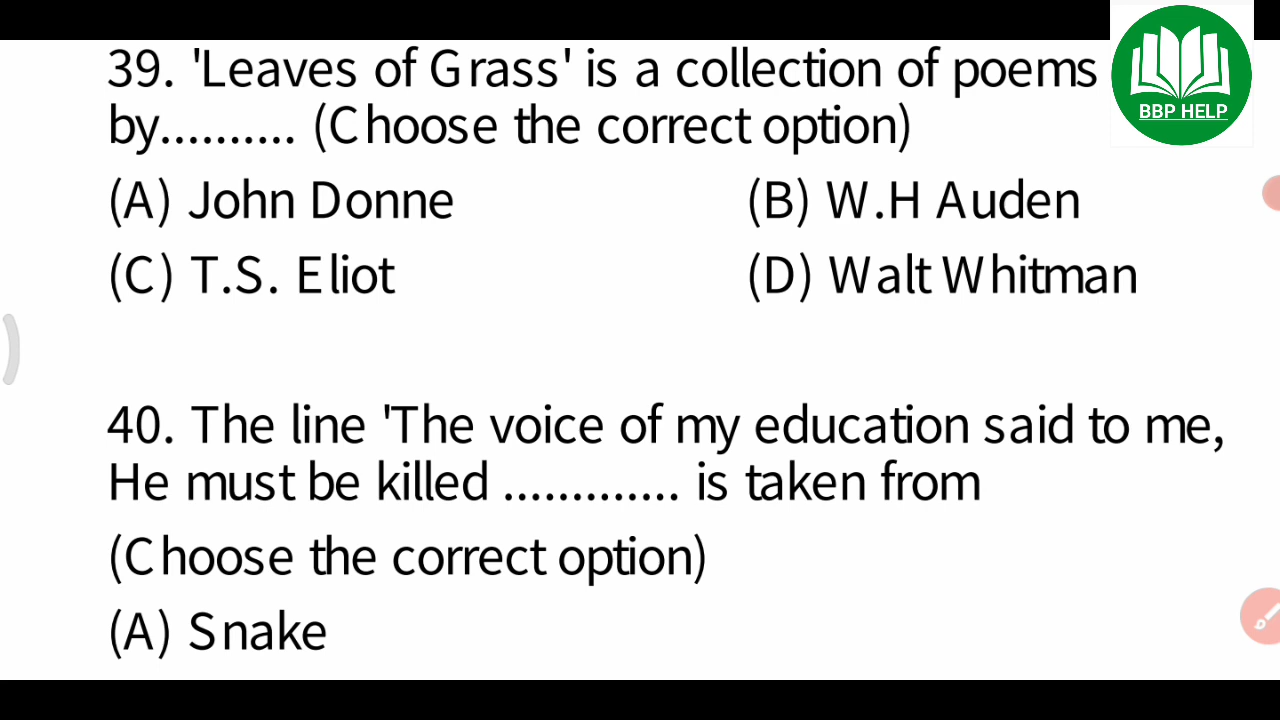 39. 'Leaves of Grass' is a collection of poems
by.......... (Choose the correct option)
(A) John Donne (B) W.H Auden
(C) T.S. Eliot (D) Walt Whitman
40. The line 'The voice of my education said to me,
He must be killed ............. is taken from
(Choose the correct option)
(A) Snake
BBP HELP